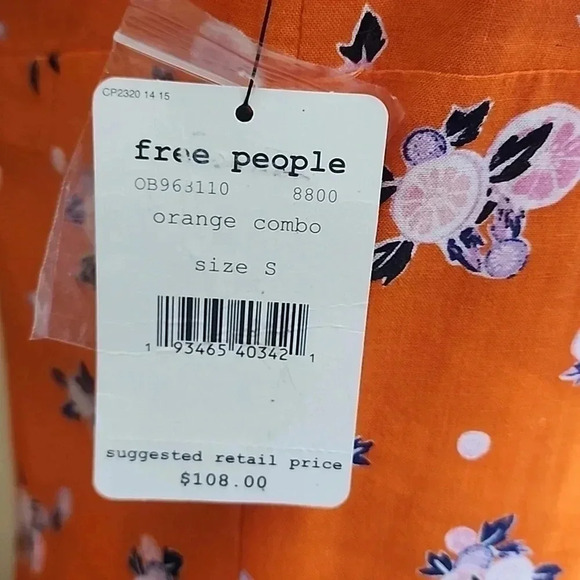 CP2320 14 15
free people
OB963110 8800
orange combo
size S
1 93465 40342 1
suggested retail price
$108.00